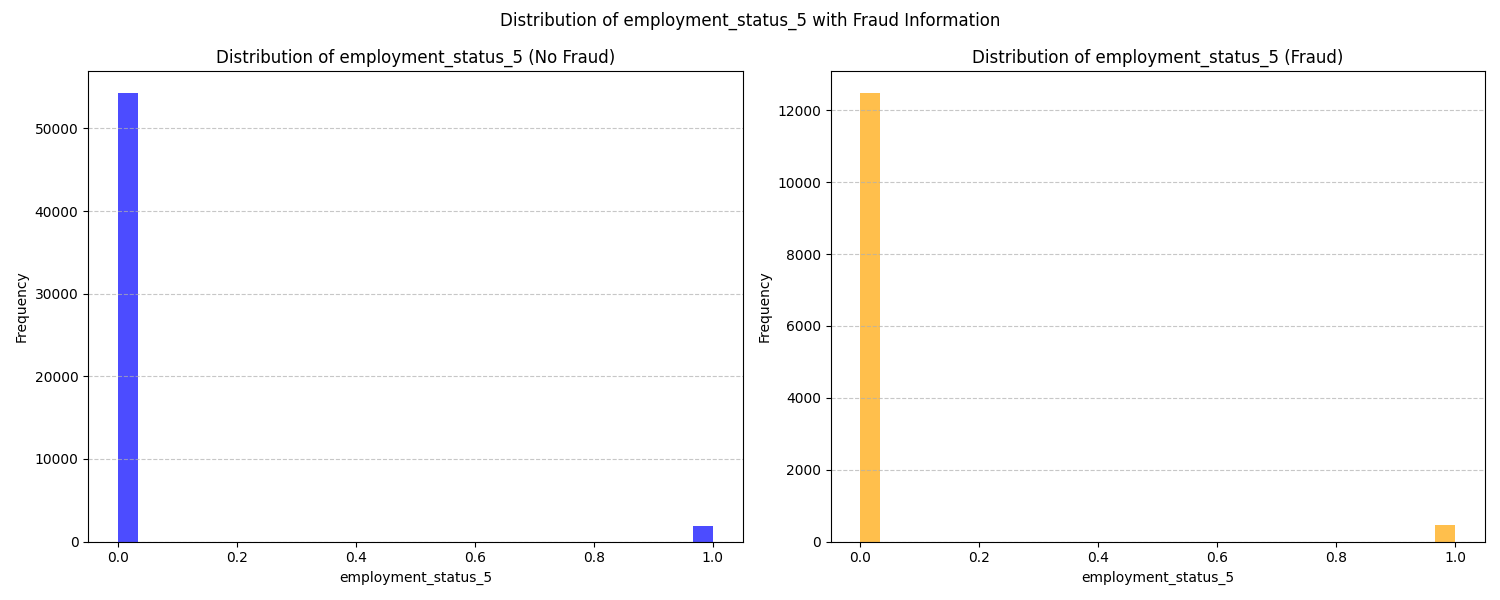 Distribution of employment_status_5 with Fraud Information
Distribution of employment_status_5 (No Fraud)
Frequency
50000
40000
30000
20000
10000
0
0.0 0.2 0.4 0.6 0.8 1.0
employment_status_5
Distribution of employment_status_5 (Fraud)
Frequency
12000
10000
8000
6000
4000
2000
0
0.0 0.2 0.4 0.6 0.8 1.0
employment_status_5